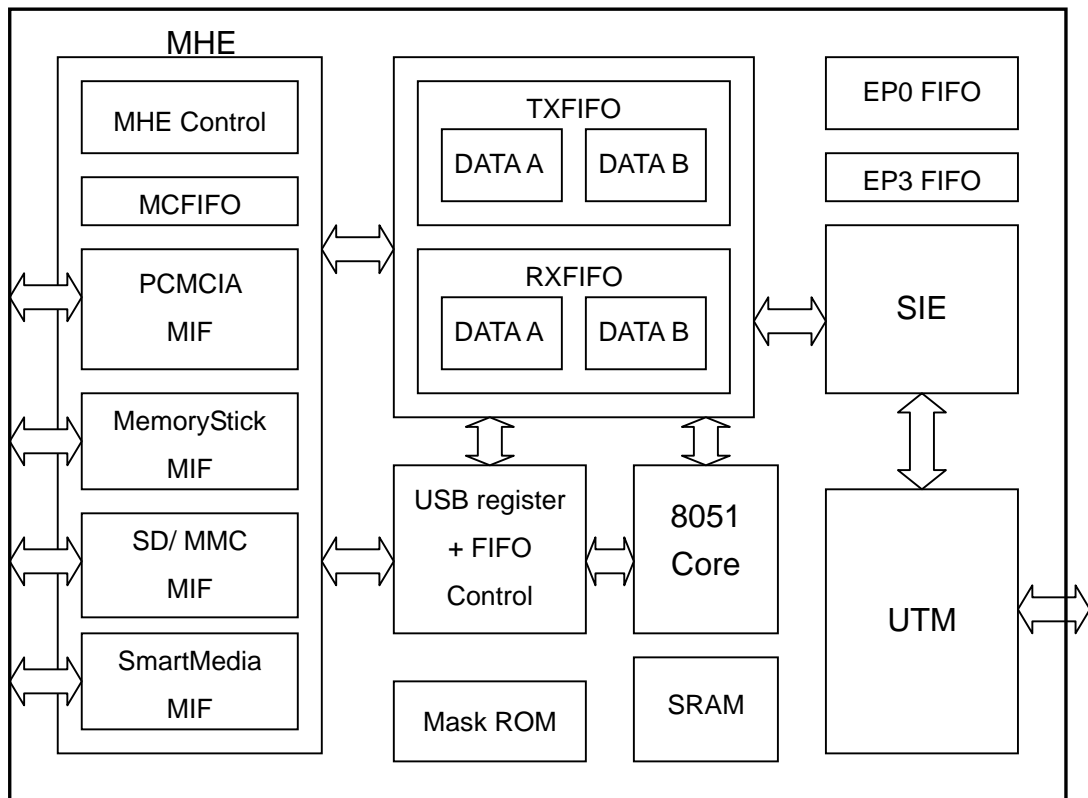 MHE
MHE Control
MCFIFO
PCMCIA
MIF
MemoryStick
MIF
SD/ MMC
MIF
SmartMedia
MIF
TXFIFO
DATA A
DATA B
RXFIFO
DATA A
DATA B
USB register
+ FIFO
Control
8051
Core
Mask ROM
SRAM
EP0 FIFO
EP3 FIFO
SIE
UTM